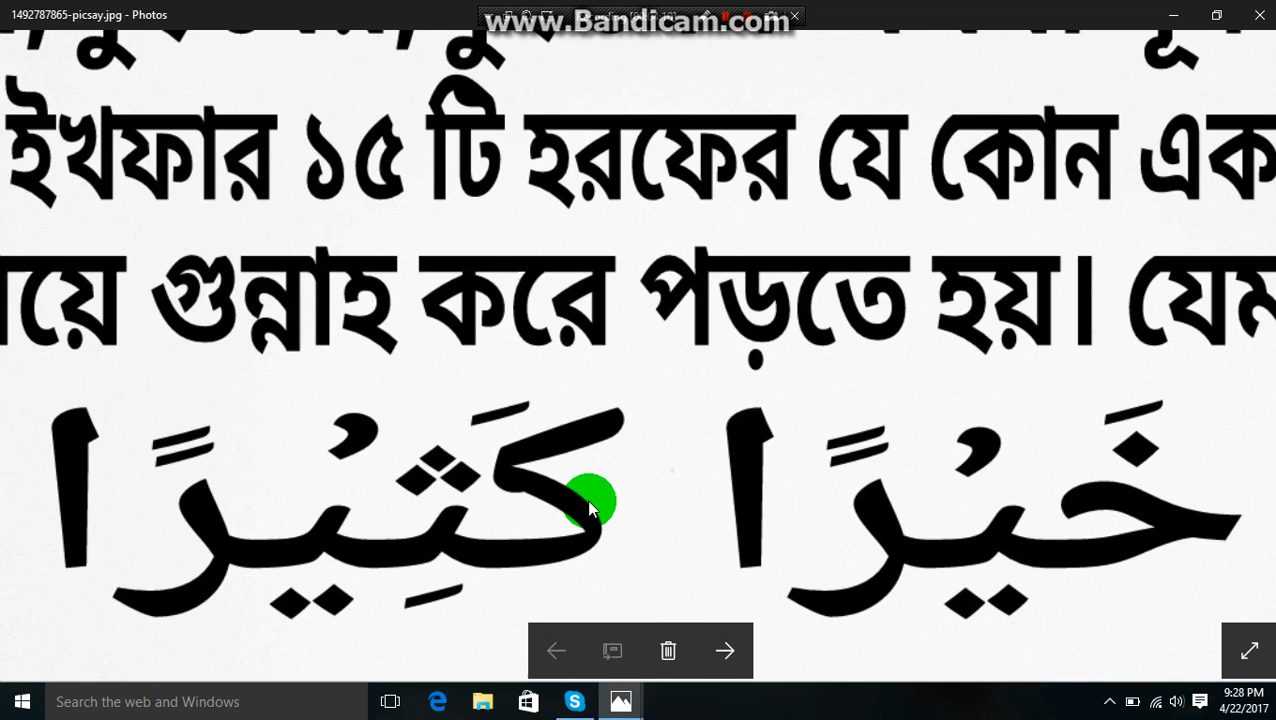 1492787865-picsay.jpg - Photos
www.Bandicam.com
ইখফার ১৫ টি হরফের যে কোন এক
গুন্নাহ করে পড়তে হয়।
خَيْرًا كَثِيْرًا
Search the web and Windows
9:28 PM
4/22/2017